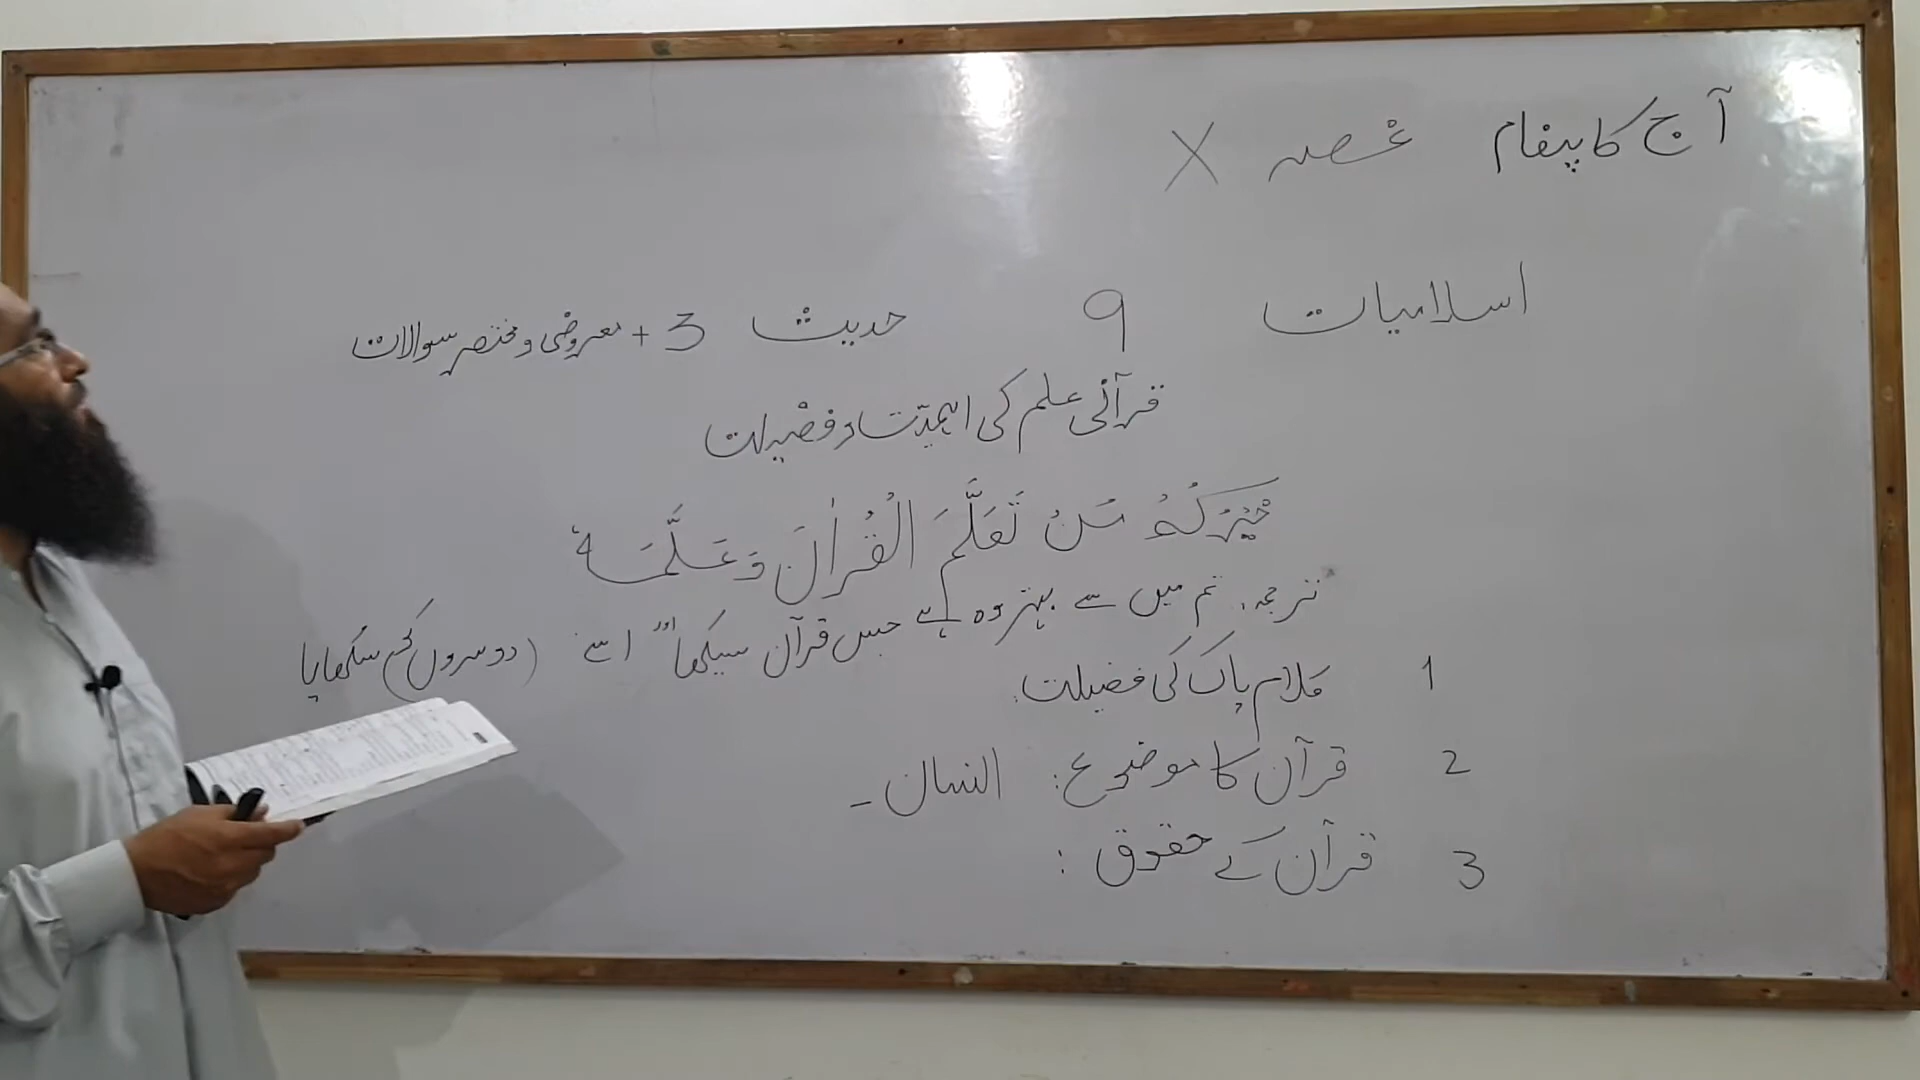 آج کا پیغام غصہ X
اسلامیات 9 حدیث 3 + معروضی و مختصر سوالات
قرآنی علم کی اہمیّت و فضیلت
خَیْرُکُمْ مَنْ تَعَلَّمَ الْقُرْاٰنَ وَعَلَّمَہٗ
ترجمہ: تم میں سے بہتر وہ ہے جس قرآن سیکھا اور اسے (دوسروں کو) سکھایا
1 کلام پاک کی فضیلت.
2 قرآن کا موضوع: انسان -
3 قرآن کے حقوق :